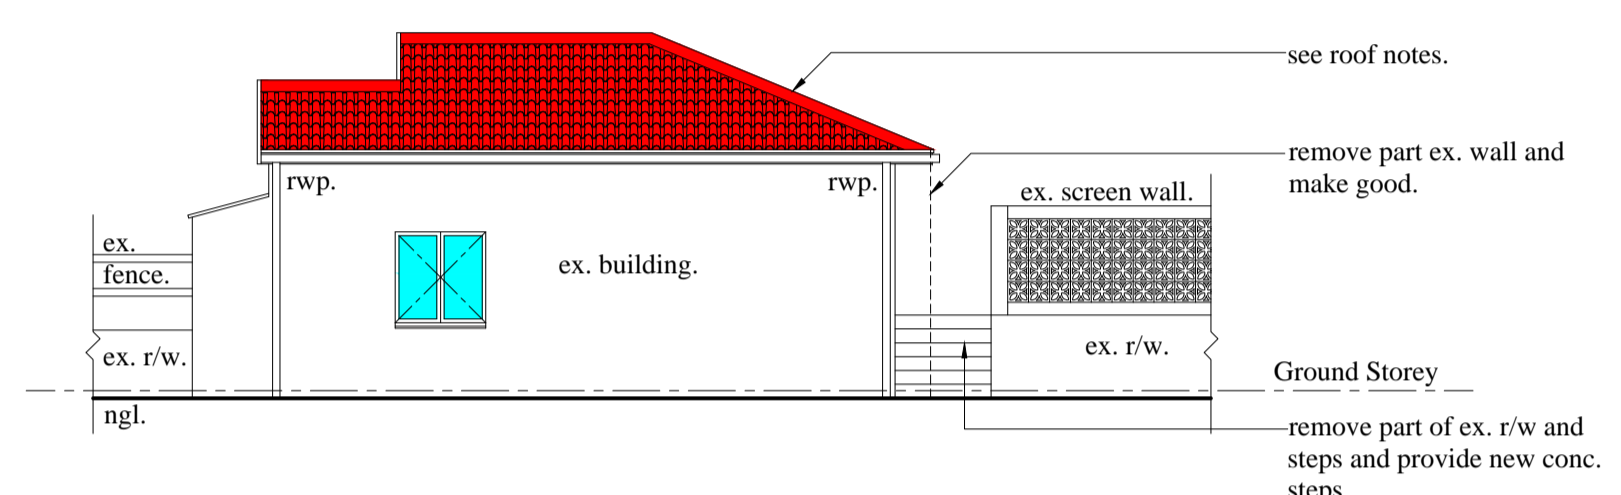 see roof notes.
remove part ex. wall and
make good.
rwp.
rwp.
ex. screen wall.
ex.
fence.
ex. building.
ex. r/w.
ex. r/w.
Ground Storey
ngl.
remove part of ex. r/w and
steps and provide new conc.
steps